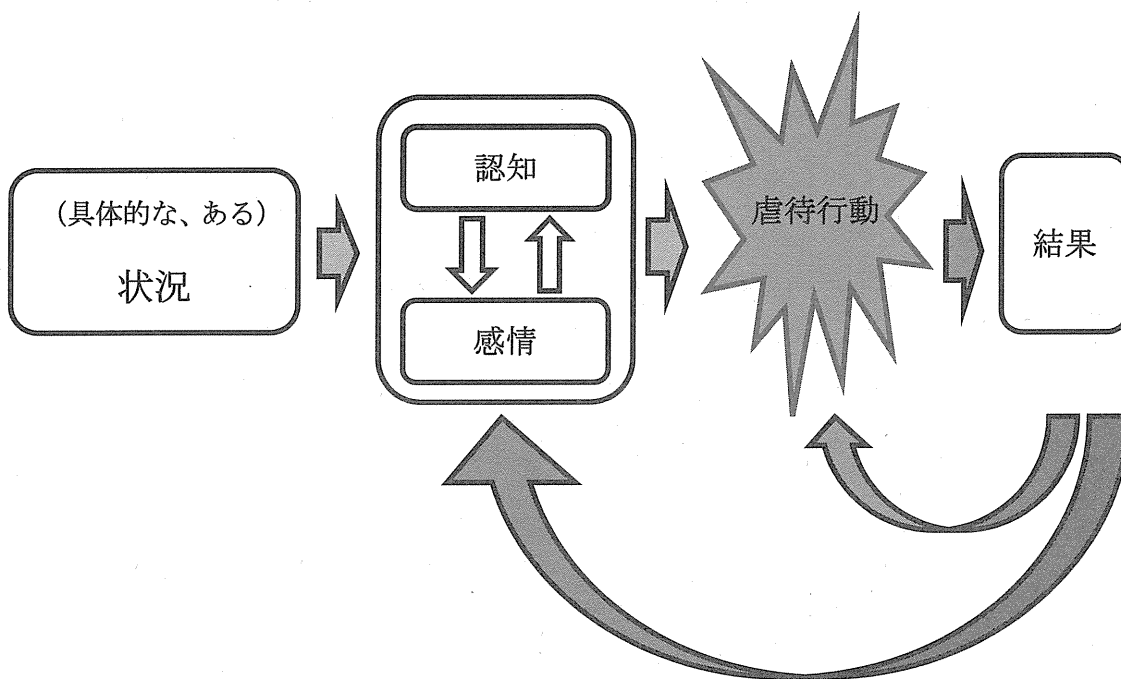 (具体的な、ある)
状況
認知
感情
虐待行動
結果